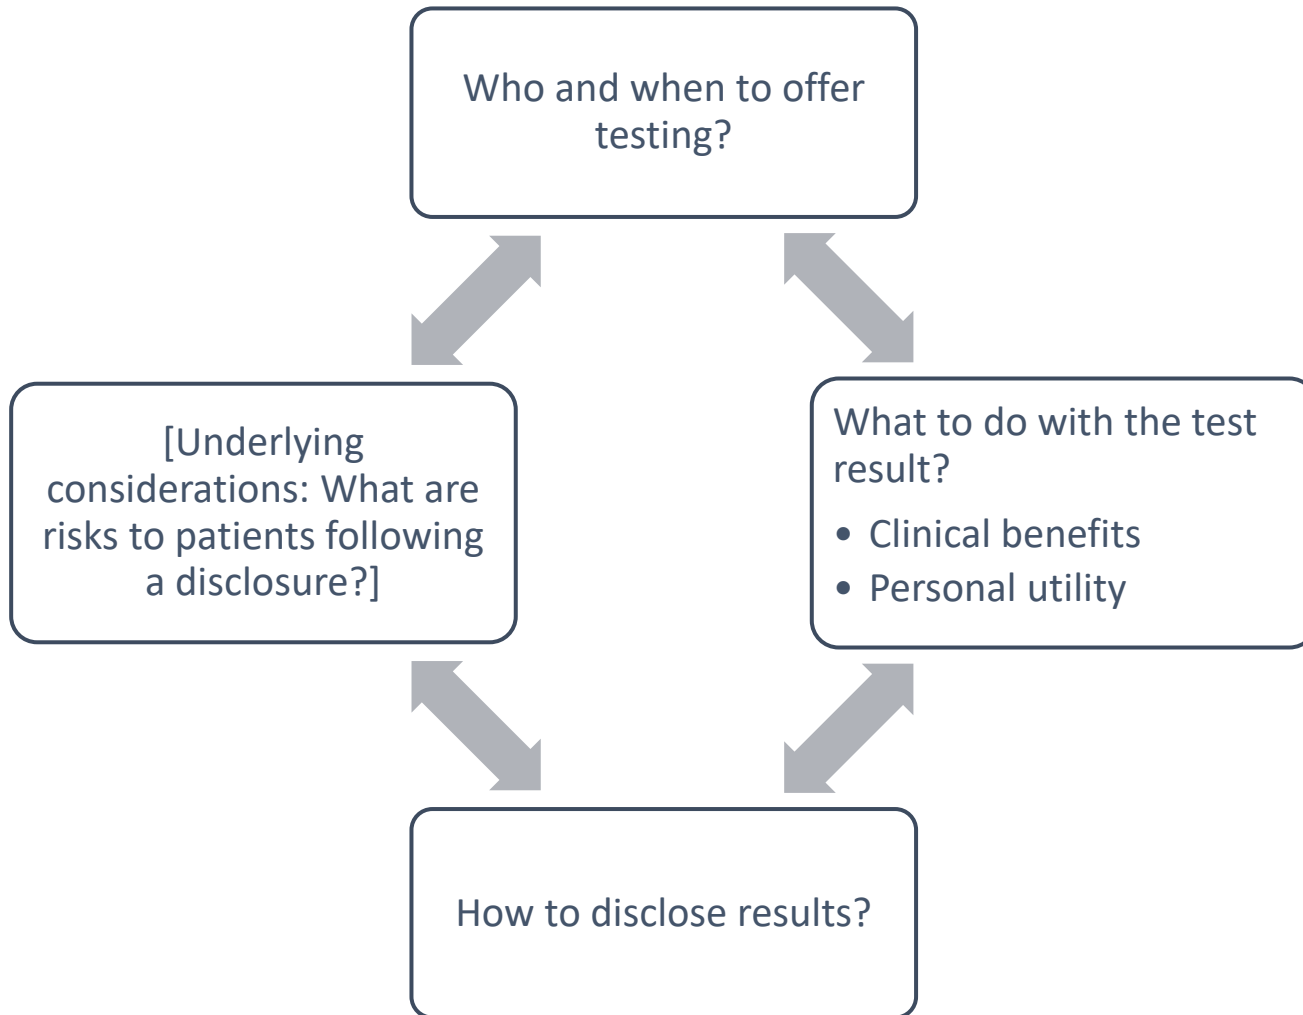 Who and when to offer
testing?
[Underlying
considerations: What are
risks to patients following
a disclosure?]
What to do with the test
result?
• Clinical benefits
• Personal utility
How to disclose results?